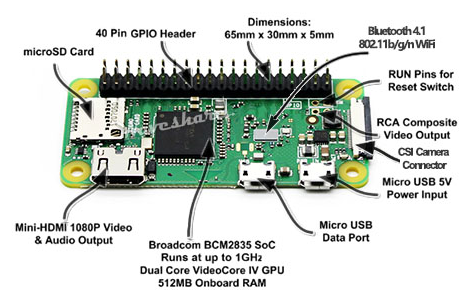 Dimensions:
65mm x 30mm x 5mm
40 Pin GPIO Header
Bluetooth 4.1
802.11b/g/n WiFi
microSD Card
RUN Pins for
Reset Switch
RCA Composite
Video Output
CSI Camera
Connector
Micro USB 5V
Power Input
Micro USB
Data Port
Mini-HDMI 1080P Video
& Audio Output
Broadcom BCM2835 SoC
Runs at up to 1GHz
Dual Core VideoCore IV GPU
512MB Onboard RAM
waveshare